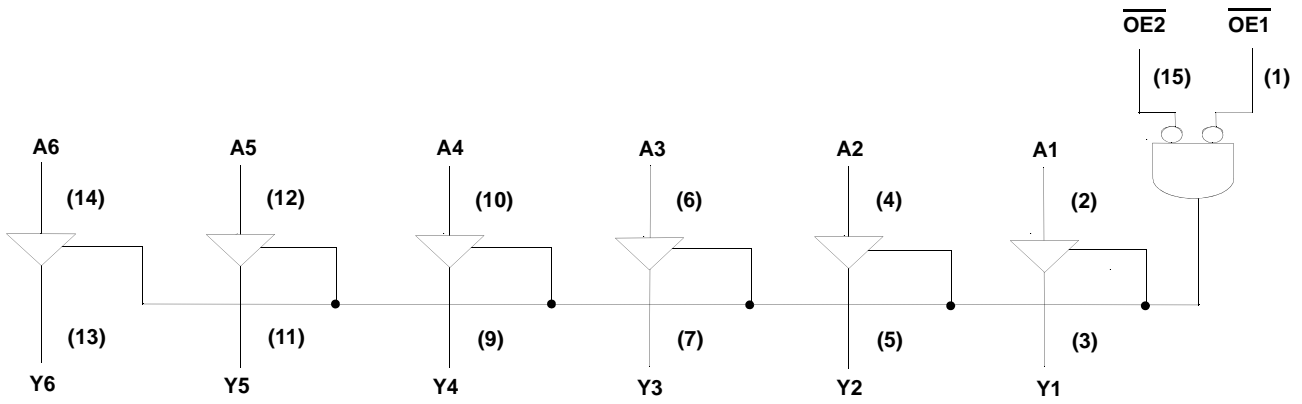 OE2 OE1
(15) (1)
A6 A5 A4 A3 A2 A1
(14) (12) (10) (6) (4) (2)
(13) (11) (9) (7) (5) (3)
Y6 Y5 Y4 Y3 Y2 Y1